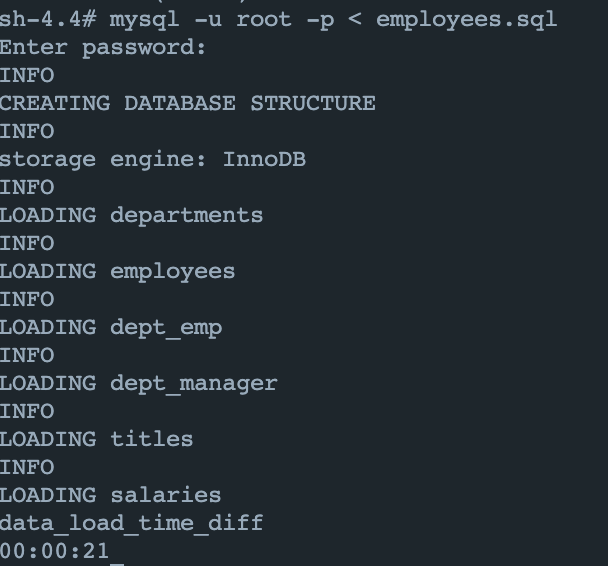 sh-4.4# mysql -u root -p < employees.sql
Enter password:
INFO
CREATING DATABASE STRUCTURE
INFO
storage engine: InnoDB
INFO
LOADING departments
INFO
LOADING employees
INFO
LOADING dept_emp
INFO
LOADING dept_manager
INFO
LOADING titles
INFO
LOADING salaries
data_load_time_diff
00:00:21